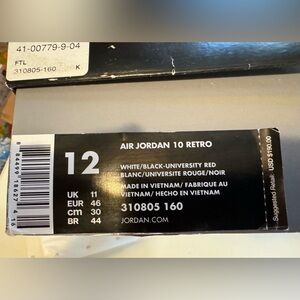 41-00779-9-04
FTL
310805-160 K
12
AIR JORDAN 10 RETRO
WHITE/BLACK-UNIVERSITY RED
BLANC/UNIVERSITE ROUGE/NOIR
MADE IN VIETNAM/ FABRIQUE AU
VIETNAM/ HECHO EN VIETNAM
310805 160
JORDAN.COM
UK 11
EUR 46
cm 30
BR 44
Suggested Retail: USD $190.00